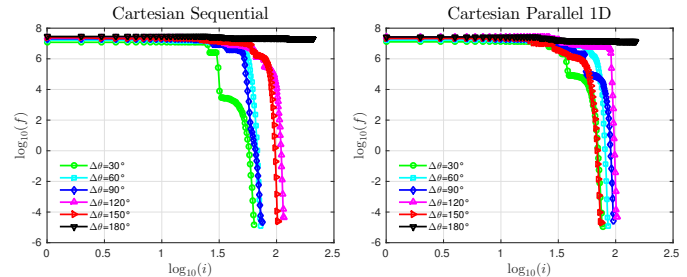 Cartesian Sequential
8
6
4
2
0
-2
-4
-6
log₁₀(f)
Δθ=30°
Δθ=60°
Δθ=90°
Δθ=120°
Δθ=150°
Δθ=180°
0 0.5 1 1.5 2 2.5
log₁₀(i)
Cartesian Parallel 1D
8
6
4
2
0
-2
-4
-6
log₁₀(f)
Δθ=30°
Δθ=60°
Δθ=90°
Δθ=120°
Δθ=150°
Δθ=180°
0 0.5 1 1.5 2 2.5
log₁₀(i)